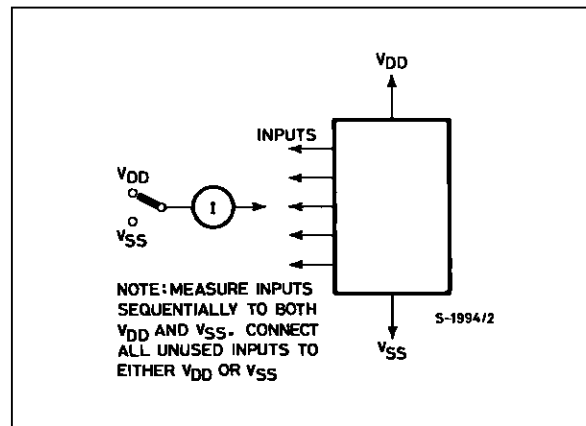 VDD
INPUTS
VDD
I
VSS
NOTE: MEASURE INPUTS
SEQUENTIALLY TO BOTH
VDD AND VSS. CONNECT
ALL UNUSED INPUTS TO
EITHER VDD OR VSS
S-1994/2
VSS